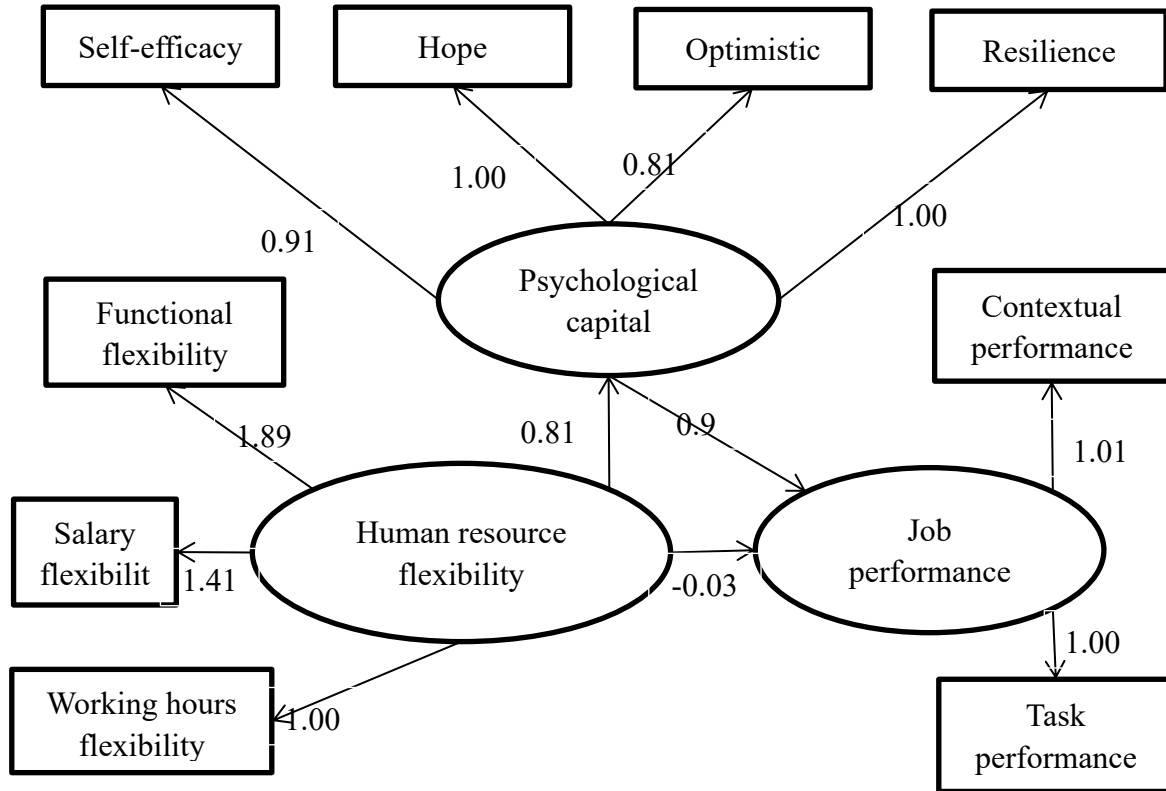 Self-efficacy
Hope
Optimistic
Resilience
1.00
0.81
1.00
0.91
Psychological
capital
Functional
flexibility
Contextual
performance
1.89
0.81
0.9
1.01
Salary
flexibilit
1.41
Human resource
flexibility
-0.03
Job
performance
1.00
Working hours
flexibility
1.00
Task
performance